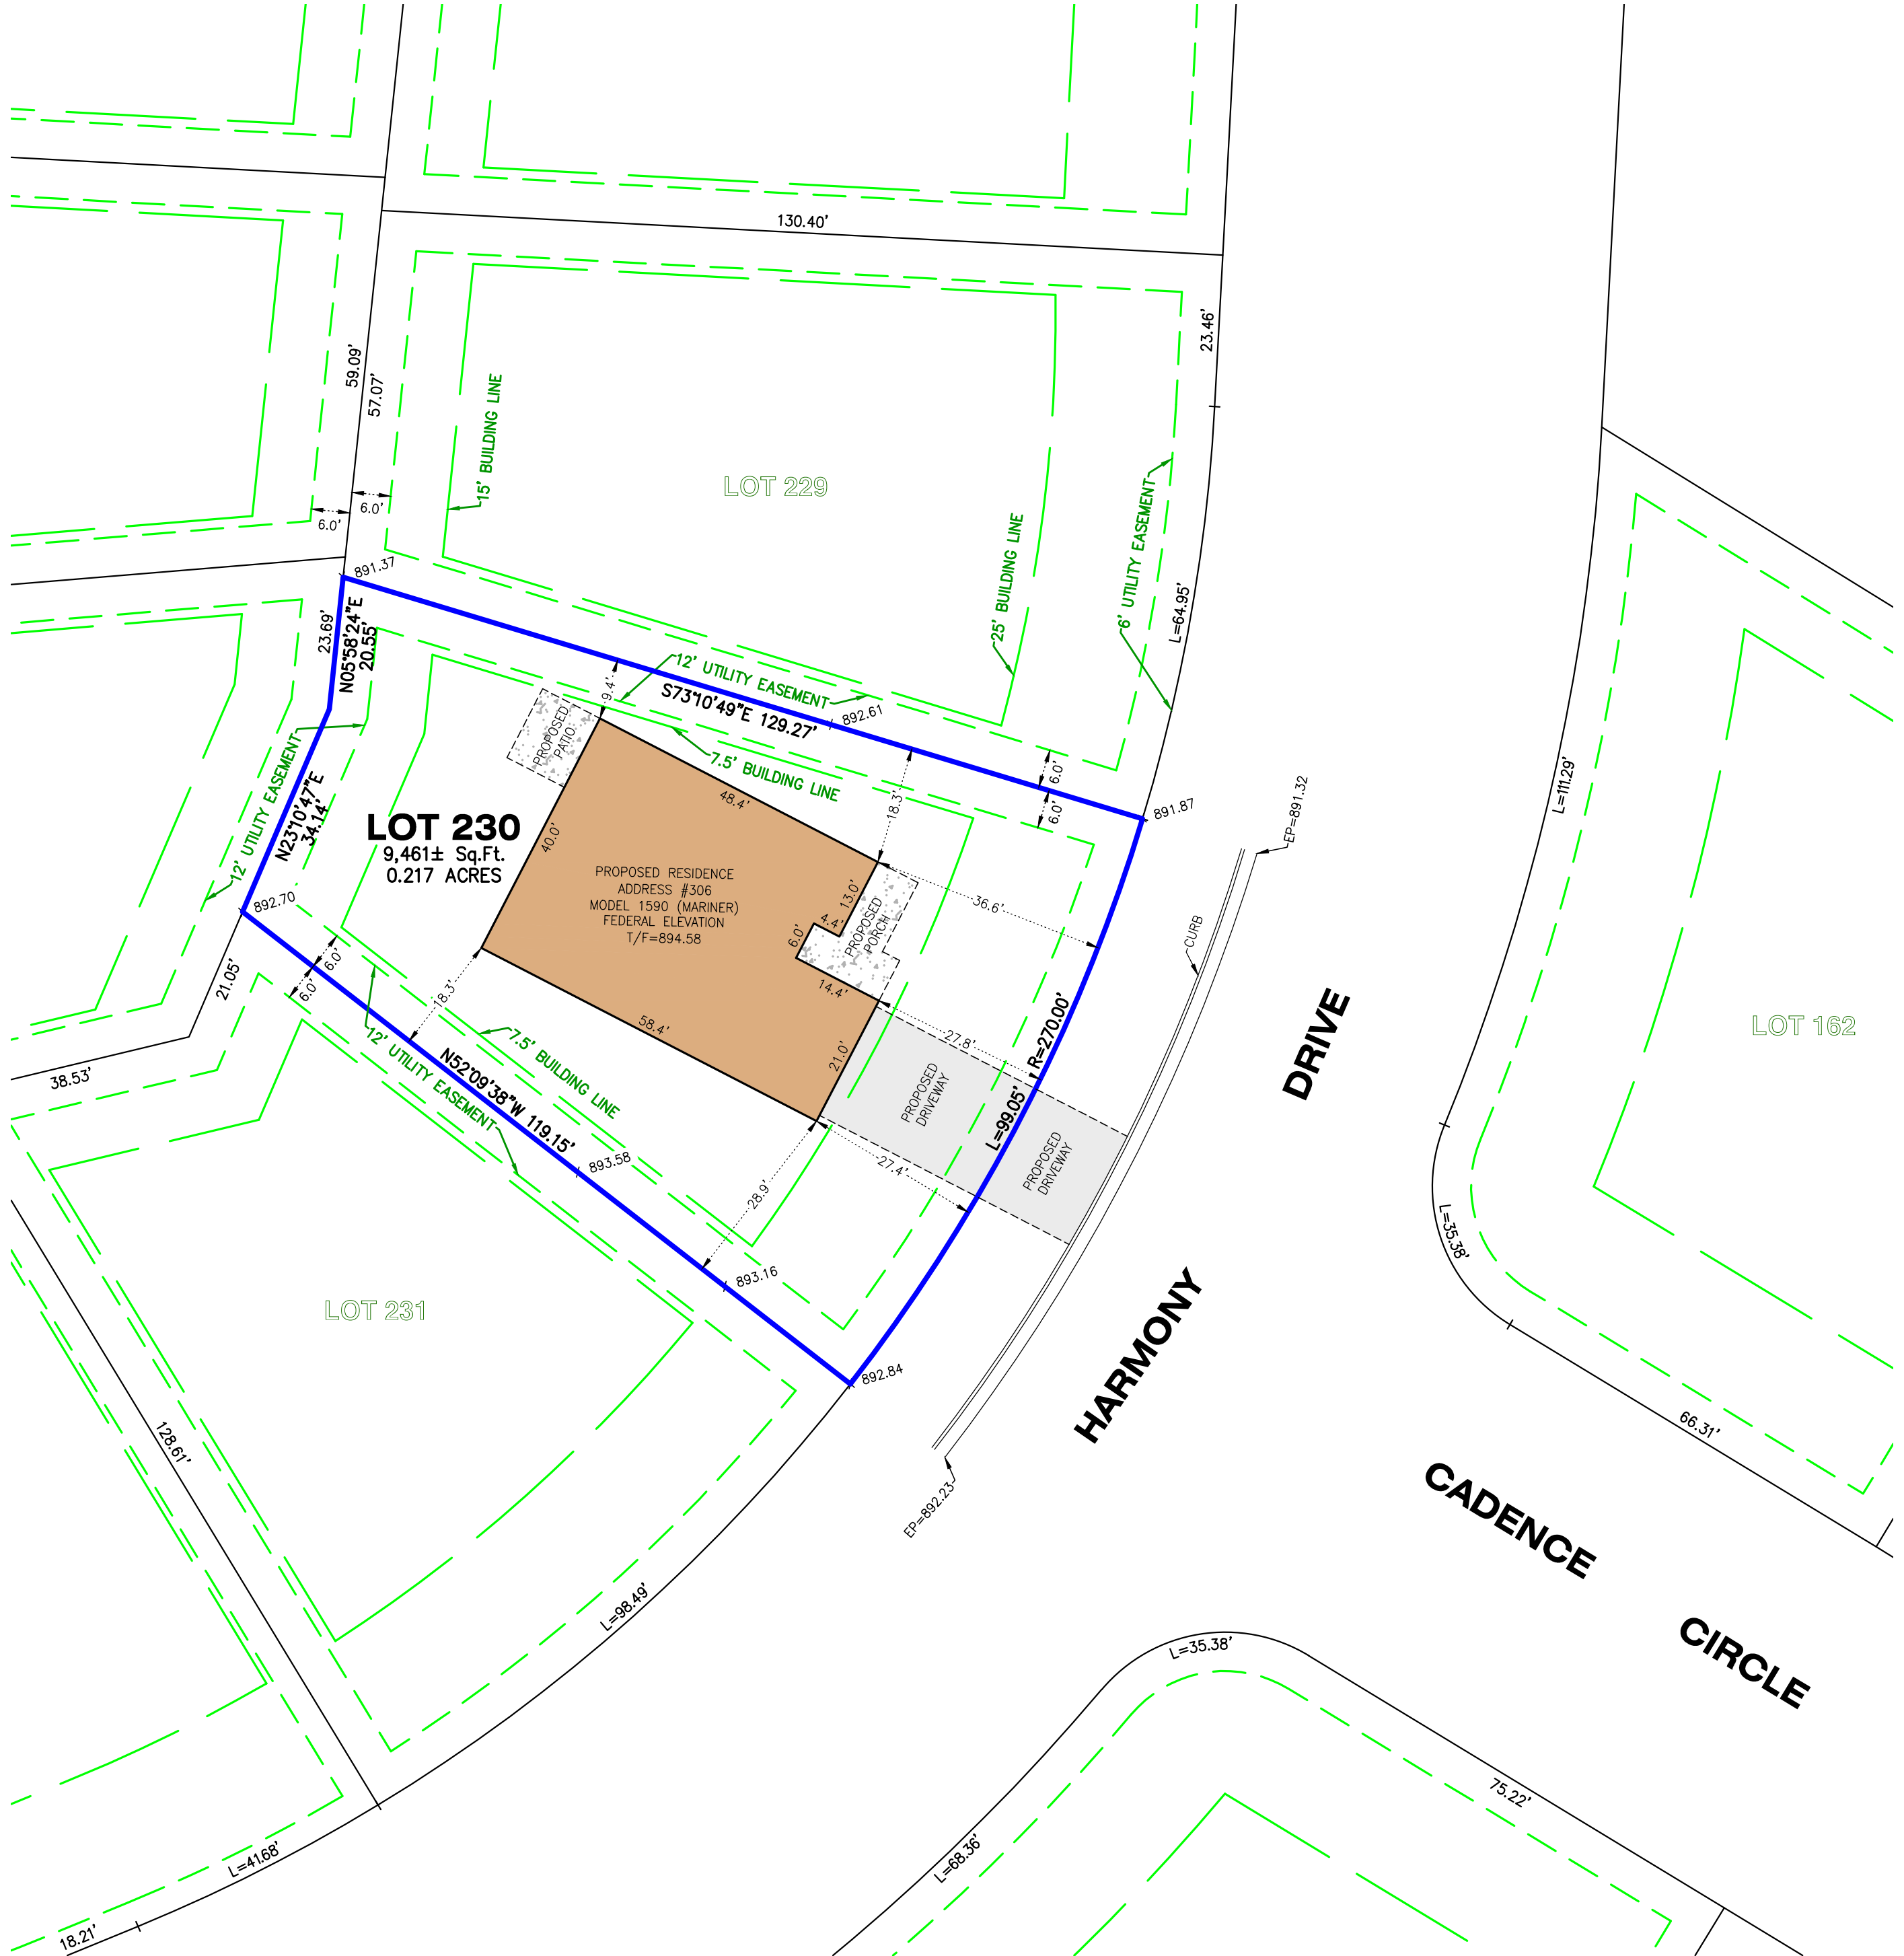 130.40'
23.46'
59.09'
57.07'
15' BUILDING LINE
LOT 229
6.0'
6.0'
25' BUILDING LINE
6' UTILITY EASEMENT
L=64.95'
891.37
23.69'
N05°58'24"E
20.55'
12' UTILITY EASEMENT
S73°10'49"E 129.27'
892.61
9.4'
PROPOSED
PATIO
7.5' BUILDING LINE
6.0'
6.0'
891.87
EP=891.32
L=111.29'
12' UTILITY EASEMENT
N23°10'47"E
34.14'
LOT 230
9,461± Sq.Ft.
0.217 ACRES
48.4'
18.3'
40.0'
PROPOSED RESIDENCE
ADDRESS #306
MODEL 1590 (MARINER)
FEDERAL ELEVATION
T/F=894.58
13.0'
4.4'
6.0'
PROPOSED
PORCH
36.6'
892.70
CURB
21.05'
6.0'
6.0'
18.3'
14.4'
58.4'
21.0'
27.8'
R=270.00'
L=99.05'
DRIVE
LOT 162
38.53'
12' UTILITY EASEMENT
7.5' BUILDING LINE
N52°09'38"W 119.15'
PROPOSED
DRIVEWAY
PROPOSED
DRIVEWAY
27.4'
28.9'
893.58
893.16
892.84
L=35.38'
LOT 231
HARMONY
66.31'
128.61'
EP=892.23
CADENCE
CIRCLE
L=98.49'
L=35.38'
75.22'
L=68.36'
L=41.68'
18.21'